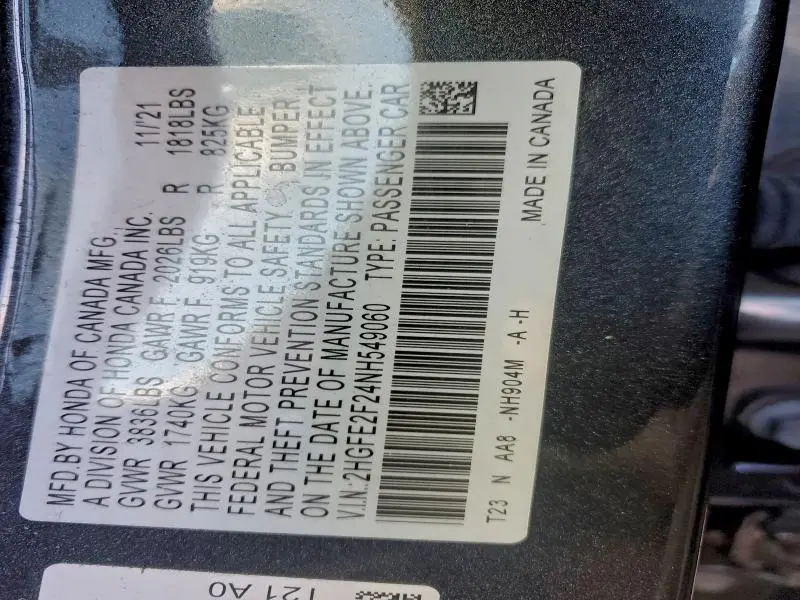 MFD.BY HONDA OF CANADA MFG. 11/21
A DIVISION OF HONDA CANADA INC.
GVWR 3836LBS GAWR F 2026LBS R 1818LBS
GVWR 1740KG GAWR F 919KG R 825KG
THIS VEHICLE CONFORMS TO ALL APPLICABLE
FEDERAL MOTOR VEHICLE SAFETY, BUMPER,
AND THEFT PREVENTION STANDARDS IN EFFECT
ON THE DATE OF MANUFACTURE SHOWN ABOVE.
V.I.N.:2HGFE2F24NH549060 TYPE: PASSENGER CAR
T23 N AA8 -NH904M -A -H MADE IN CANADA
T21 A0